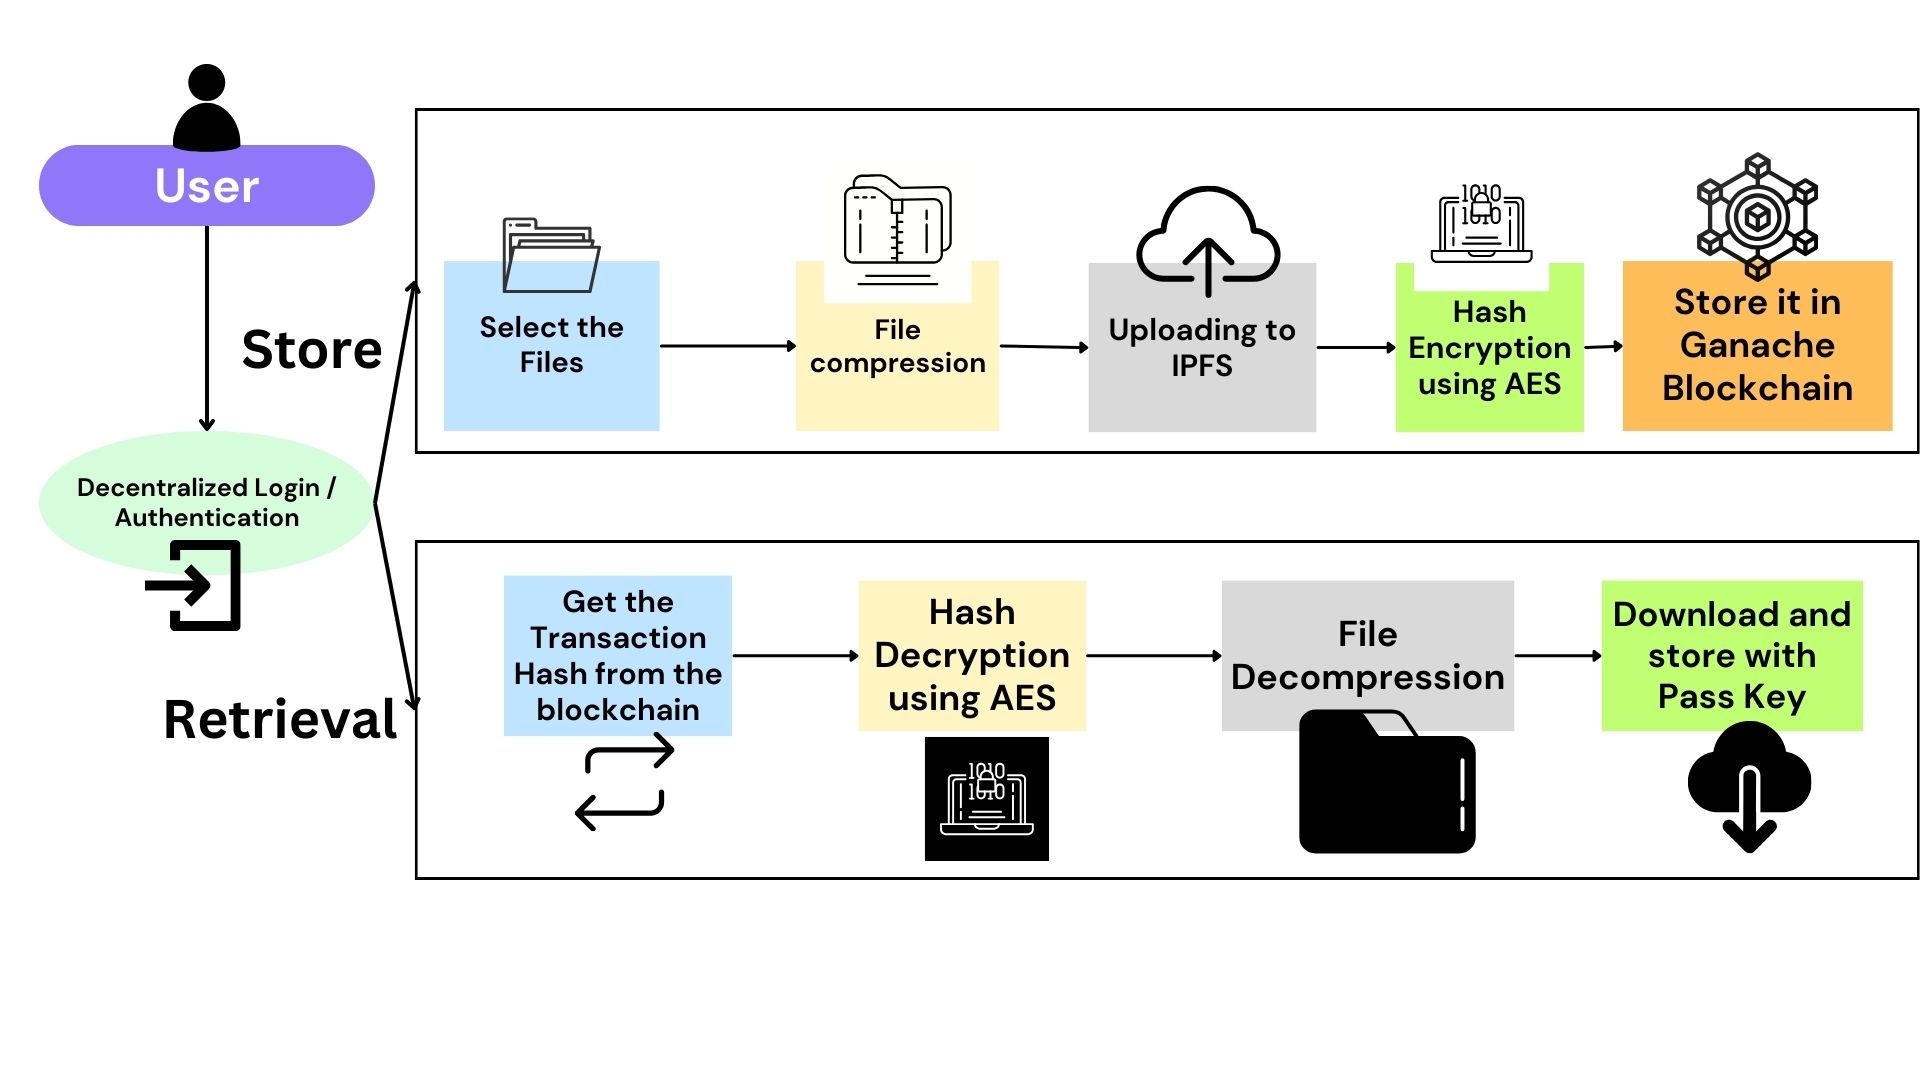 User
Store
Decentralized Login /
Authentication
Retrieval
Select the
Files
File
compression
Uploading to
IPFS
1010
1010
Hash
Encryption
using AES
Store it in
Ganache
Blockchain
Get the
Transaction
Hash from the
blockchain
Hash
Decryption
using AES
1010
1010
File
Decompression
Download and
store with
Pass Key